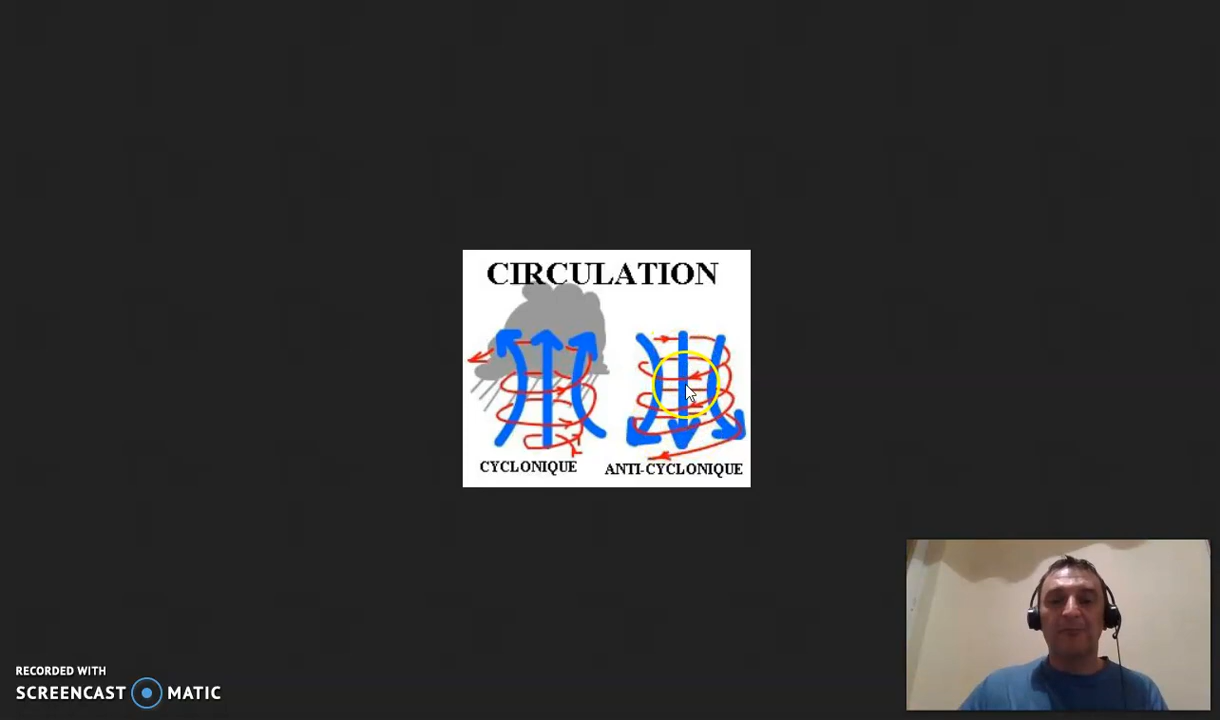 CIRCULATION
CYCLONIQUE
ANTI-CYCLONIQUE
RECORDED WITH
SCREENCAST MATIC